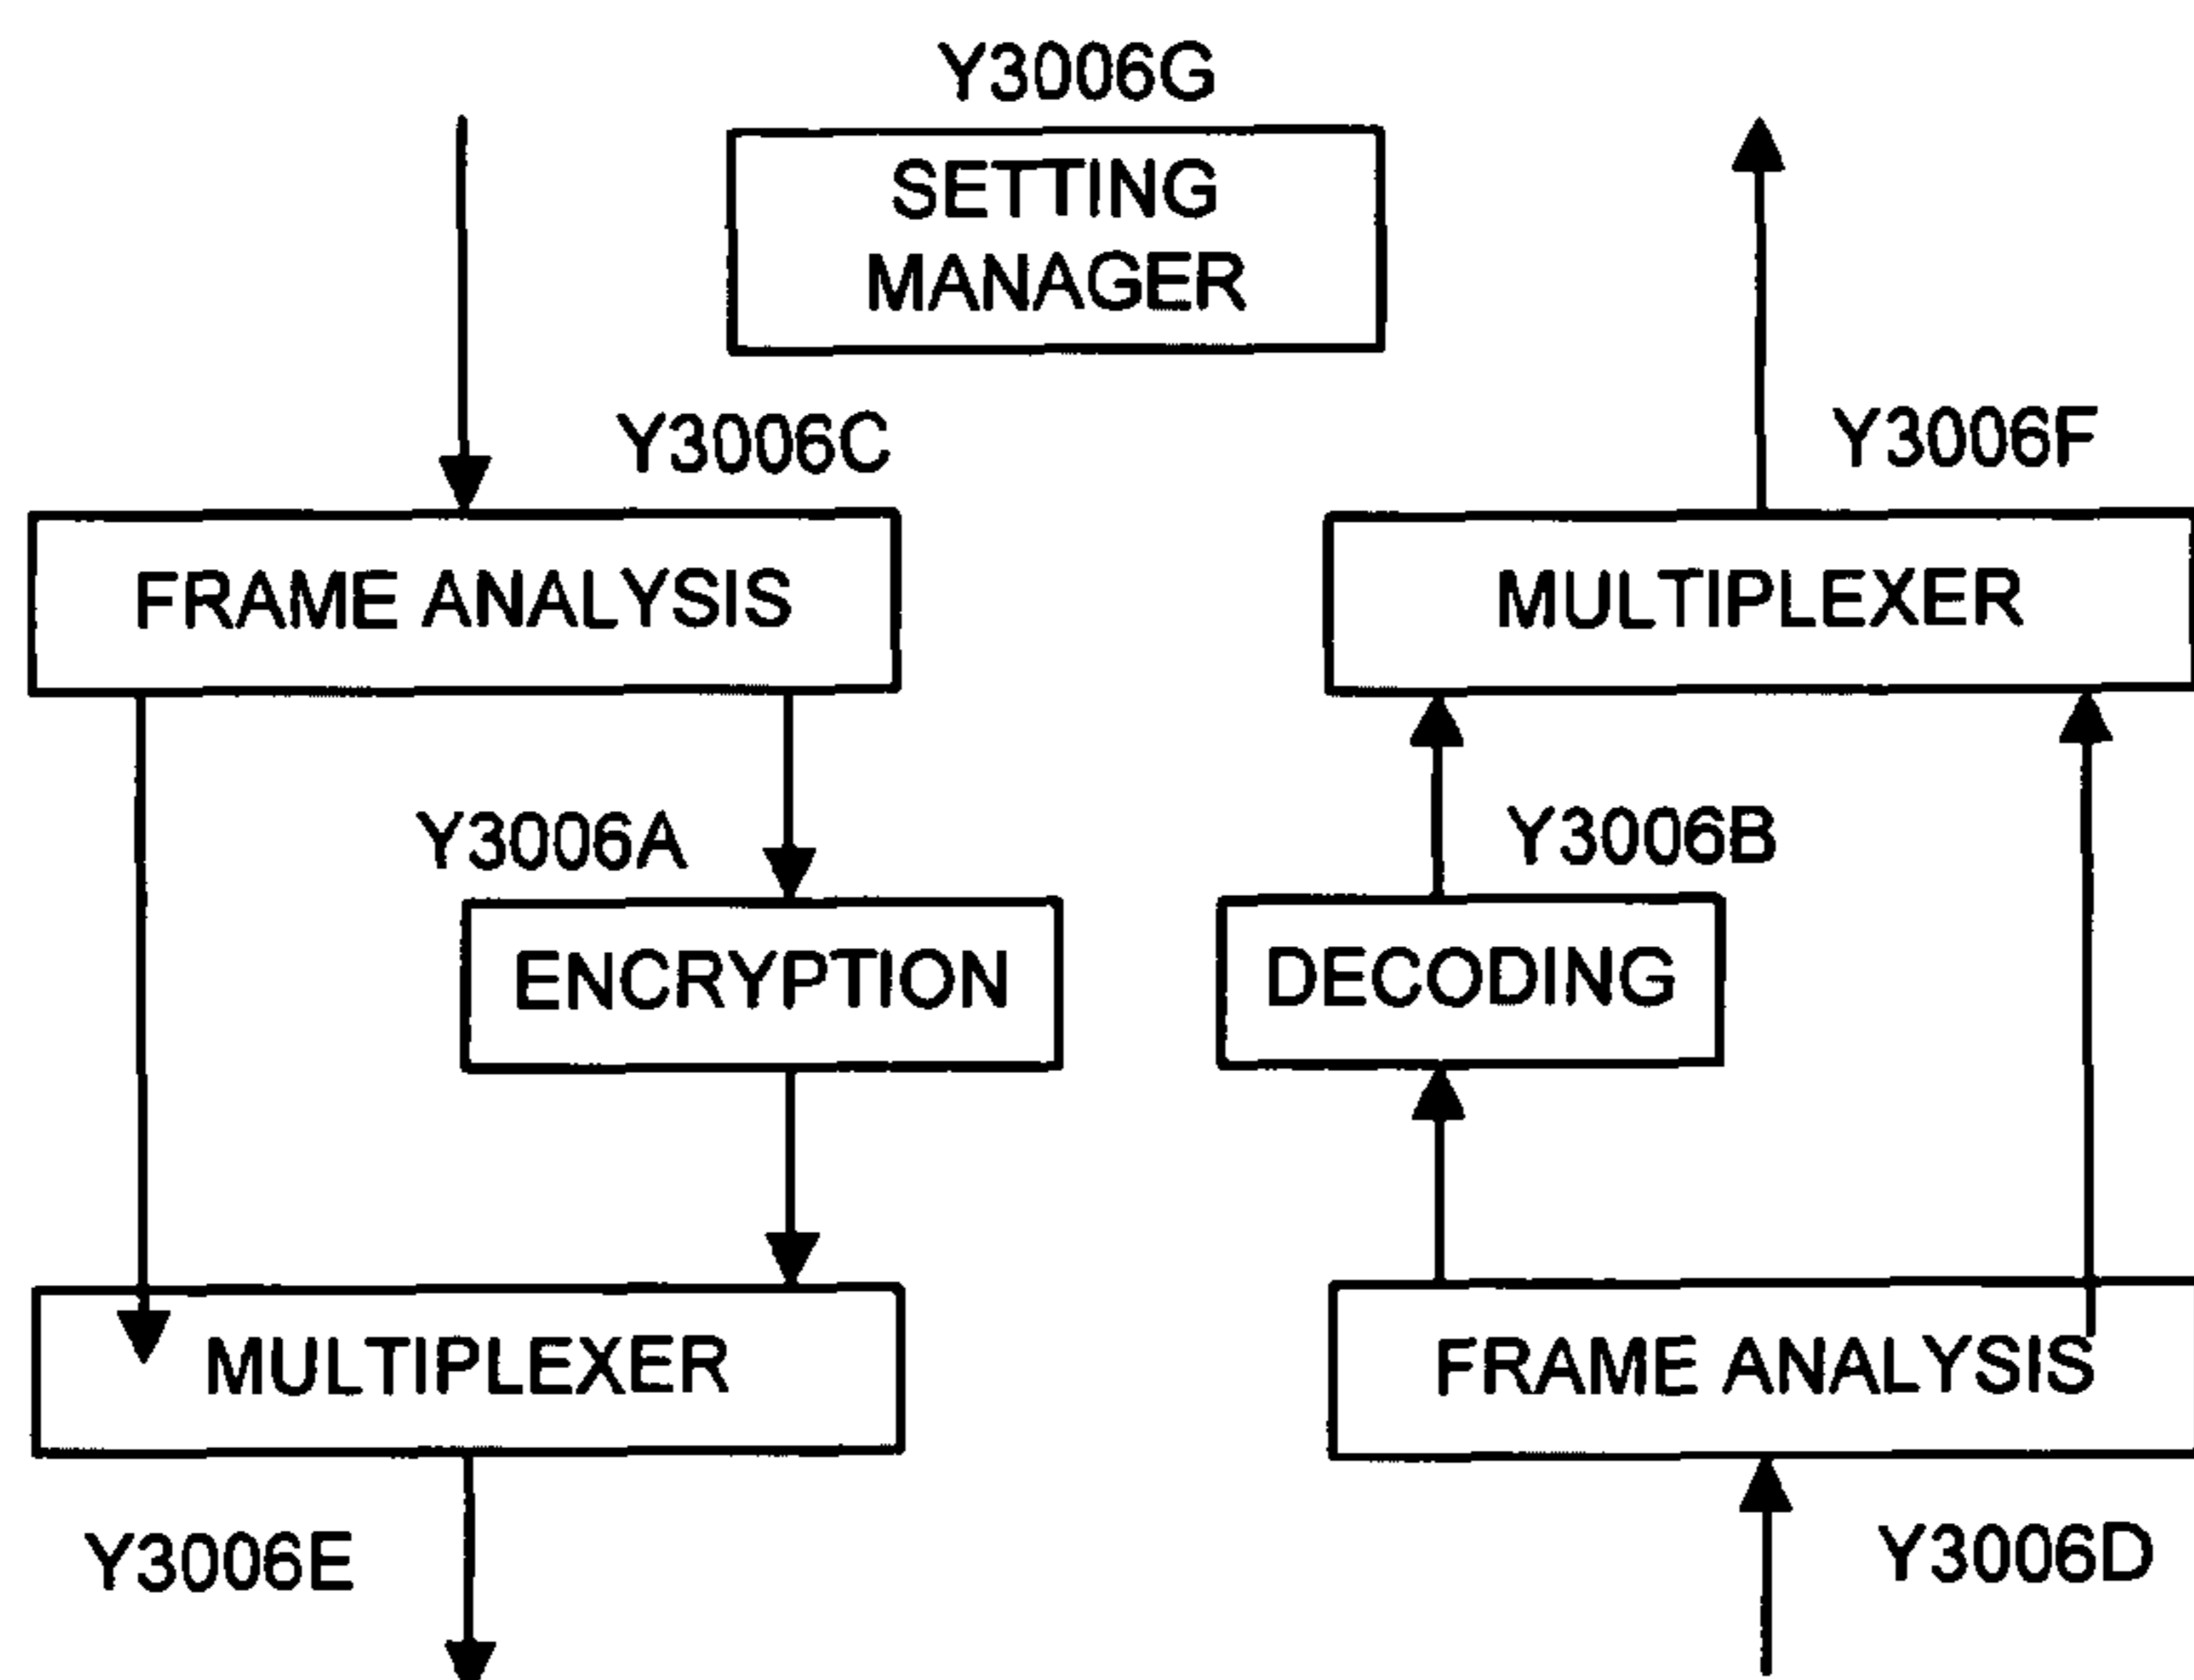 Y3006G
SETTING
MANAGER
Y3006C
Y3006F
FRAME ANALYSIS
MULTIPLEXER
Y3006A
Y3006B
ENCRYPTION
DECODING
MULTIPLEXER
FRAME ANALYSIS
Y3006E
Y3006D